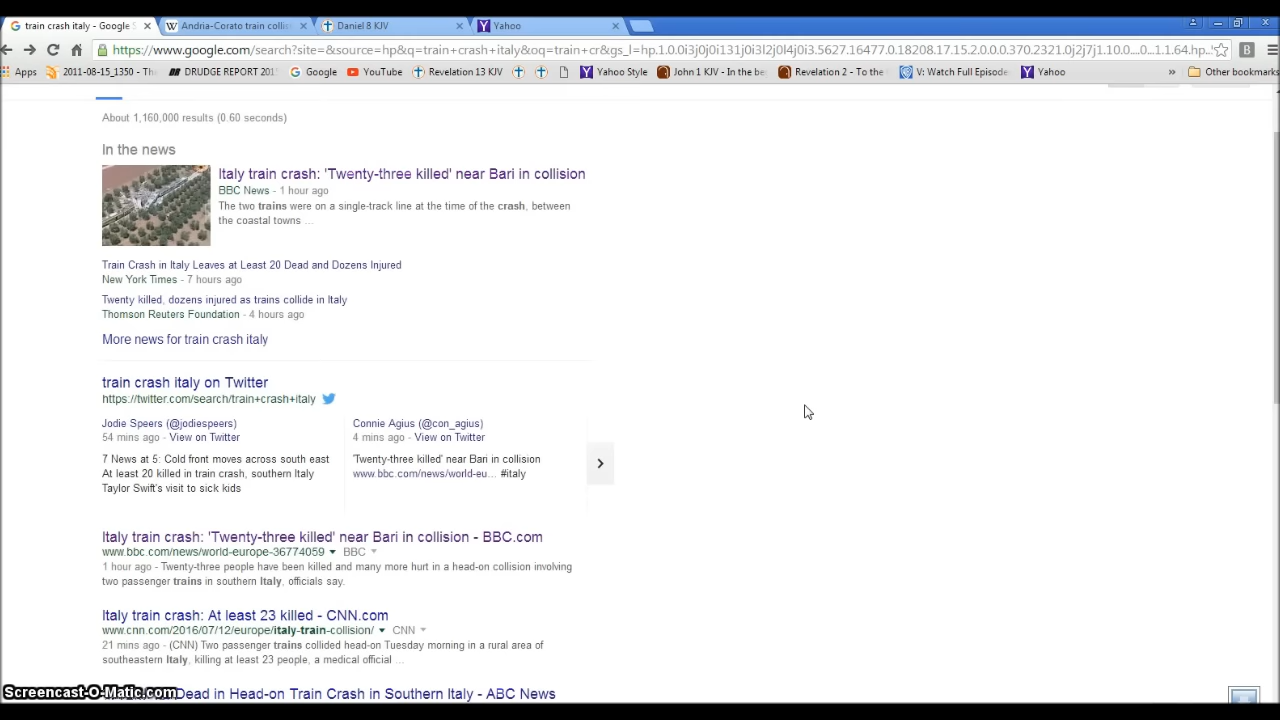 train crash italy - Google S
Andria-Corato train collis
Daniel 8 KJV
Yahoo
https://www.google.com/search?site=&source=hp&q=train+crash+italy&oq=train+cr&gs_l=hp.1.0.0i3j0j0i131j0i3l2j0l4j0i3.5627.16477.0.18208.17.15.2.0.0.0.370.2321.0j2j7j1.10.0....0...1.1.64.hp..
Apps
2011-08-15_1350 - Th
DRUDGE REPORT 201
Google
YouTube
Revelation 13 KJV
Yahoo Style
John 1 KJV - In the be
Revelation 2 - To the
V: Watch Full Episode
Yahoo
»
Other bookmarks
About 1,160,000 results (0.60 seconds)
In the news
Italy train crash: 'Twenty-three killed' near Bari in collision
BBC News - 1 hour ago
The two trains were on a single-track line at the time of the crash, between
the coastal towns ...
Train Crash in Italy Leaves at Least 20 Dead and Dozens Injured
New York Times - 7 hours ago
Twenty killed, dozens injured as trains collide in Italy
Thomson Reuters Foundation - 4 hours ago
More news for train crash italy
train crash italy on Twitter
https://twitter.com/search/train+crash+italy
Jodie Speers (@jodiespeers)
54 mins ago - View on Twitter
7 News at 5: Cold front moves across south east
At least 20 killed in train crash, southern Italy
Taylor Swift's visit to sick kids
Connie Agius (@con_agius)
4 mins ago - View on Twitter
'Twenty-three killed' near Bari in collision
www.bbc.com/news/world-eu... #italy
Italy train crash: 'Twenty-three killed' near Bari in collision - BBC.com
www.bbc.com/news/world-europe-36774059 BBC
1 hour ago - Twenty-three people have been killed and many more hurt in a head-on collision involving
two passenger trains in southern Italy, officials say.
Italy train crash: At least 23 killed - CNN.com
www.cnn.com/2016/07/12/europe/italy-train-collision/ CNN
21 mins ago - (CNN) Two passenger trains collided head-on Tuesday morning in a rural area of
southeastern Italy, killing at least 23 people, a medical official ...
Dead in Head-on Train Crash in Southern Italy - ABC News
Screencast-O-Matic.com